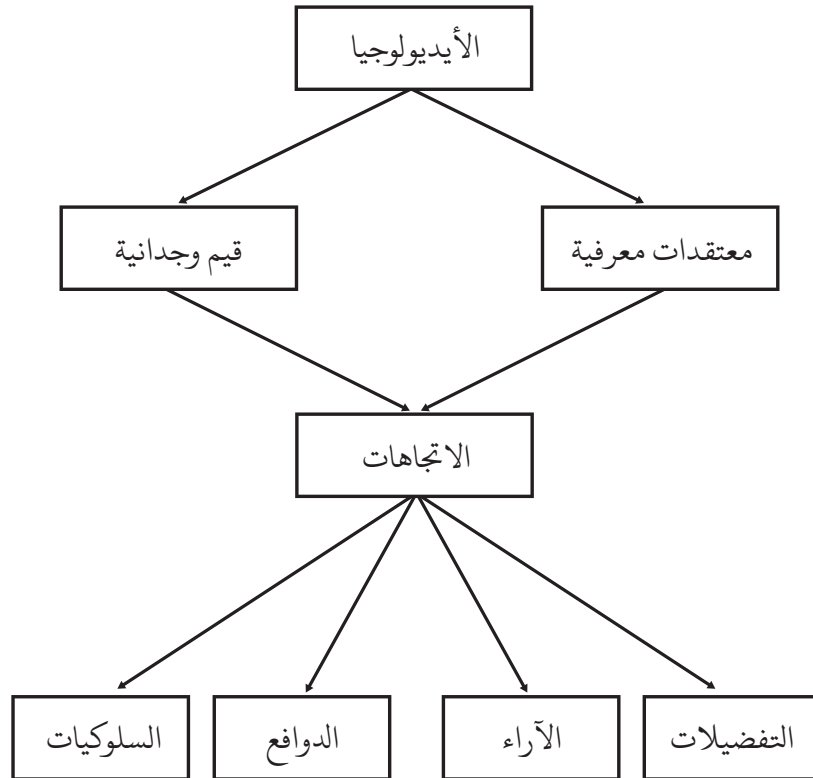 الأيديولوجيا
معتقدات معرفية
قيم وجدانية
الاتجاهات
التفضيلات
الآراء
الدوافع
السلوكيات